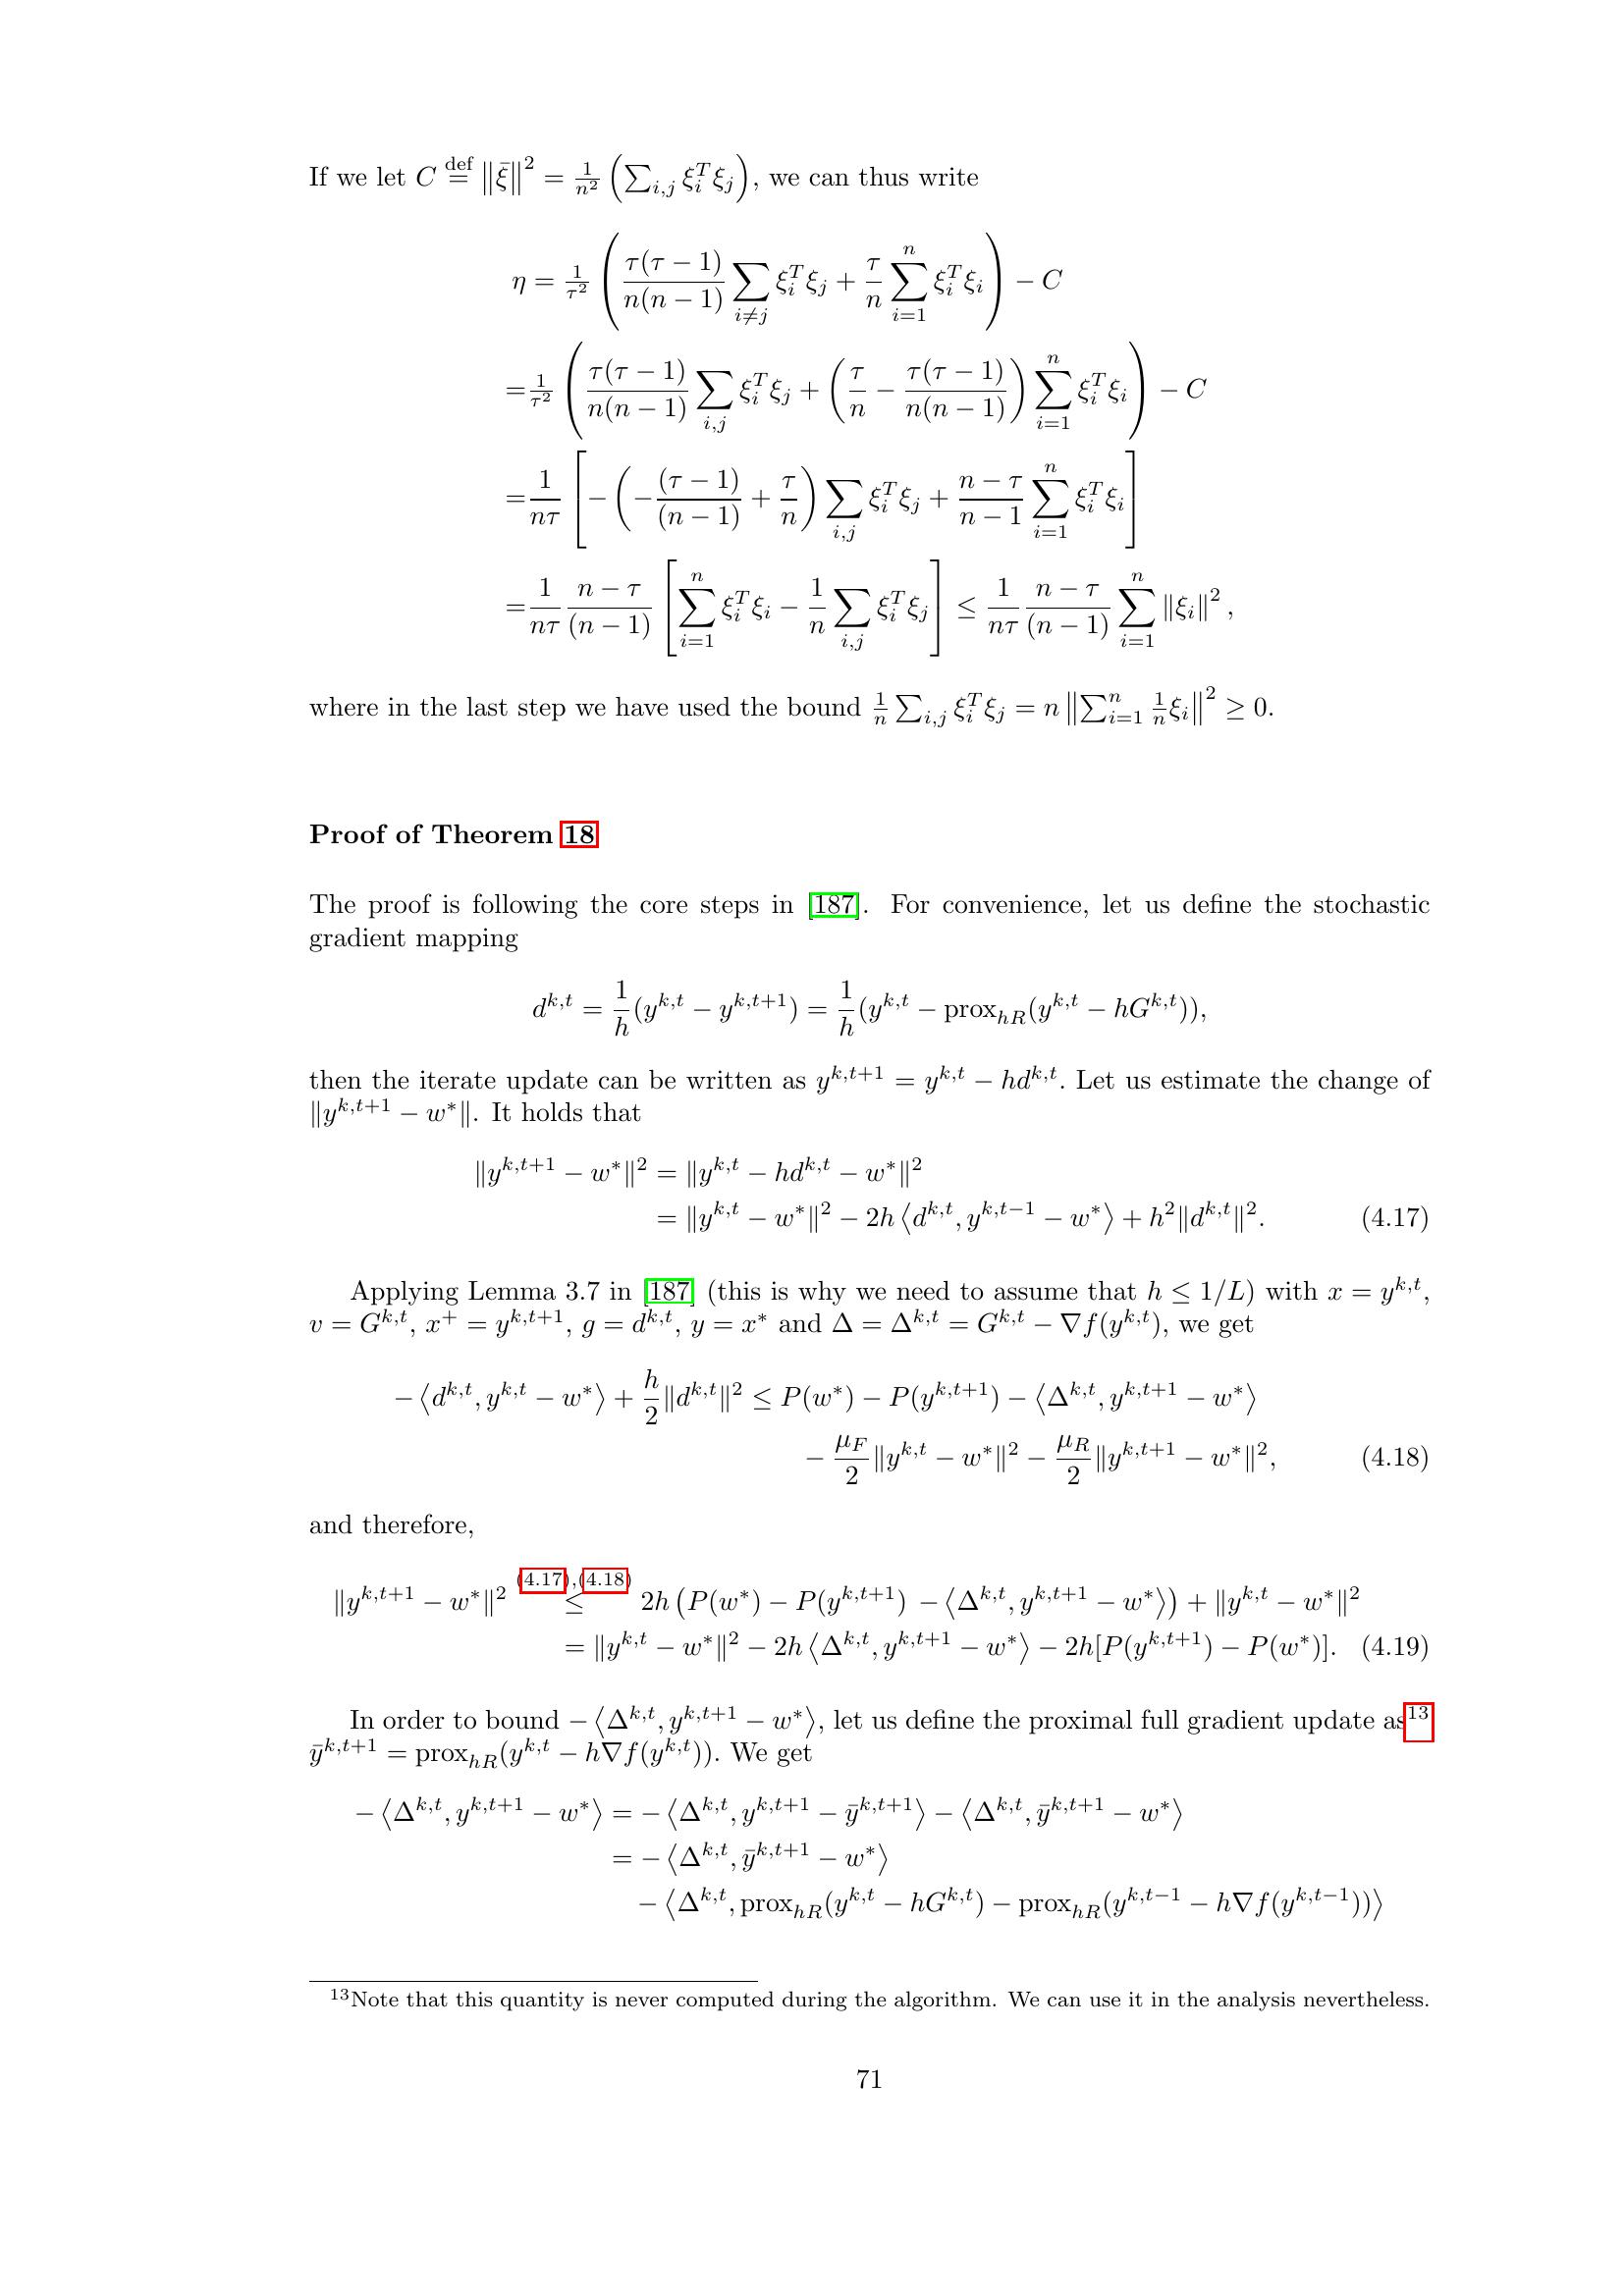 If we let $C \stackrel{\text{def}}{=} \left\| \bar{\xi} \right\|^2 = \frac{1}{n^2} \left( \sum_{i,j} \xi_i^T \xi_j \right)$, we can thus write
$\eta = \frac{1}{\tau^2} \left( \frac{\tau(\tau-1)}{n(n-1)} \sum_{i \neq j} \xi_i^T \xi_j + \frac{\tau}{n} \sum_{i=1}^n \xi_i^T \xi_i \right) - C$
$= \frac{1}{\tau^2} \left( \frac{\tau(\tau-1)}{n(n-1)} \sum_{i,j} \xi_i^T \xi_j + \left( \frac{\tau}{n} - \frac{\tau(\tau-1)}{n(n-1)} \right) \sum_{i=1}^n \xi_i^T \xi_i \right) - C$
$= \frac{1}{n\tau} \left[ - \left( - \frac{(\tau-1)}{(n-1)} + \frac{\tau}{n} \right) \sum_{i,j} \xi_i^T \xi_j + \frac{n-\tau}{n-1} \sum_{i=1}^n \xi_i^T \xi_i \right]$
$= \frac{1}{n\tau} \frac{n-\tau}{(n-1)} \left[ \sum_{i=1}^n \xi_i^T \xi_i - \frac{1}{n} \sum_{i,j} \xi_i^T \xi_j \right] \leq \frac{1}{n\tau} \frac{n-\tau}{(n-1)} \sum_{i=1}^n \left\| \xi_i \right\|^2,$
where in the last step we have used the bound $\frac{1}{n} \sum_{i,j} \xi_i^T \xi_j = n \left\| \sum_{i=1}^n \frac{1}{n} \xi_i \right\|^2 \geq 0.$
Proof of Theorem 18
The proof is following the core steps in [187]. For convenience, let us define the stochastic
gradient mapping
$d^{k,t} = \frac{1}{h} (y^{k,t} - y^{k,t+1}) = \frac{1}{h} (y^{k,t} - \text{prox}_{hR}(y^{k,t} - hG^{k,t})),$
then the iterate update can be written as $y^{k,t+1} = y^{k,t} - hd^{k,t}$. Let us estimate the change of
$\|y^{k,t+1} - w^*\|$. It holds that
$\|y^{k,t+1} - w^*\|^2 = \|y^{k,t} - hd^{k,t} - w^*\|^2$
$= \|y^{k,t} - w^*\|^2 - 2h \left\langle d^{k,t}, y^{k,t-1} - w^* \right\rangle + h^2 \|d^{k,t}\|^2.$ (4.17)
Applying Lemma 3.7 in [187] (this is why we need to assume that $h \leq 1/L$) with $x = y^{k,t}$,
$v = G^{k,t}$, $x^+ = y^{k,t+1}$, $g = d^{k,t}$, $y = x^*$ and $\Delta = \Delta^{k,t} = G^{k,t} - \nabla f(y^{k,t})$, we get
$- \left\langle d^{k,t}, y^{k,t} - w^* \right\rangle + \frac{h}{2} \|d^{k,t}\|^2 \leq P(w^*) - P(y^{k,t+1}) - \left\langle \Delta^{k,t}, y^{k,t+1} - w^* \right\rangle$
$- \frac{\mu_F}{2} \|y^{k,t} - w^*\|^2 - \frac{\mu_R}{2} \|y^{k,t+1} - w^*\|^2,$ (4.18)
and therefore,
$\|y^{k,t+1} - w^*\|^2 \stackrel{(4.17),(4.18)}{\leq} 2h \left( P(w^*) - P(y^{k,t+1}) - \left\langle \Delta^{k,t}, y^{k,t+1} - w^* \right\rangle \right) + \|y^{k,t} - w^*\|^2$
$= \|y^{k,t} - w^*\|^2 - 2h \left\langle \Delta^{k,t}, y^{k,t+1} - w^* \right\rangle - 2h[P(y^{k,t+1}) - P(w^*)].$ (4.19)
In order to bound $- \left\langle \Delta^{k,t}, y^{k,t+1} - w^* \right\rangle$, let us define the proximal full gradient update as$^{13}$
$\bar{y}^{k,t+1} = \text{prox}_{hR}(y^{k,t} - h\nabla f(y^{k,t}))$. We get
$- \left\langle \Delta^{k,t}, y^{k,t+1} - w^* \right\rangle = - \left\langle \Delta^{k,t}, y^{k,t+1} - \bar{y}^{k,t+1} \right\rangle - \left\langle \Delta^{k,t}, \bar{y}^{k,t+1} - w^* \right\rangle$
$= - \left\langle \Delta^{k,t}, \bar{y}^{k,t+1} - w^* \right\rangle$
$- \left\langle \Delta^{k,t}, \text{prox}_{hR}(y^{k,t} - hG^{k,t}) - \text{prox}_{hR}(y^{k,t-1} - h\nabla f(y^{k,t-1})) \right\rangle$
$^{13}$Note that this quantity is never computed during the algorithm. We can use it in the analysis nevertheless.
71